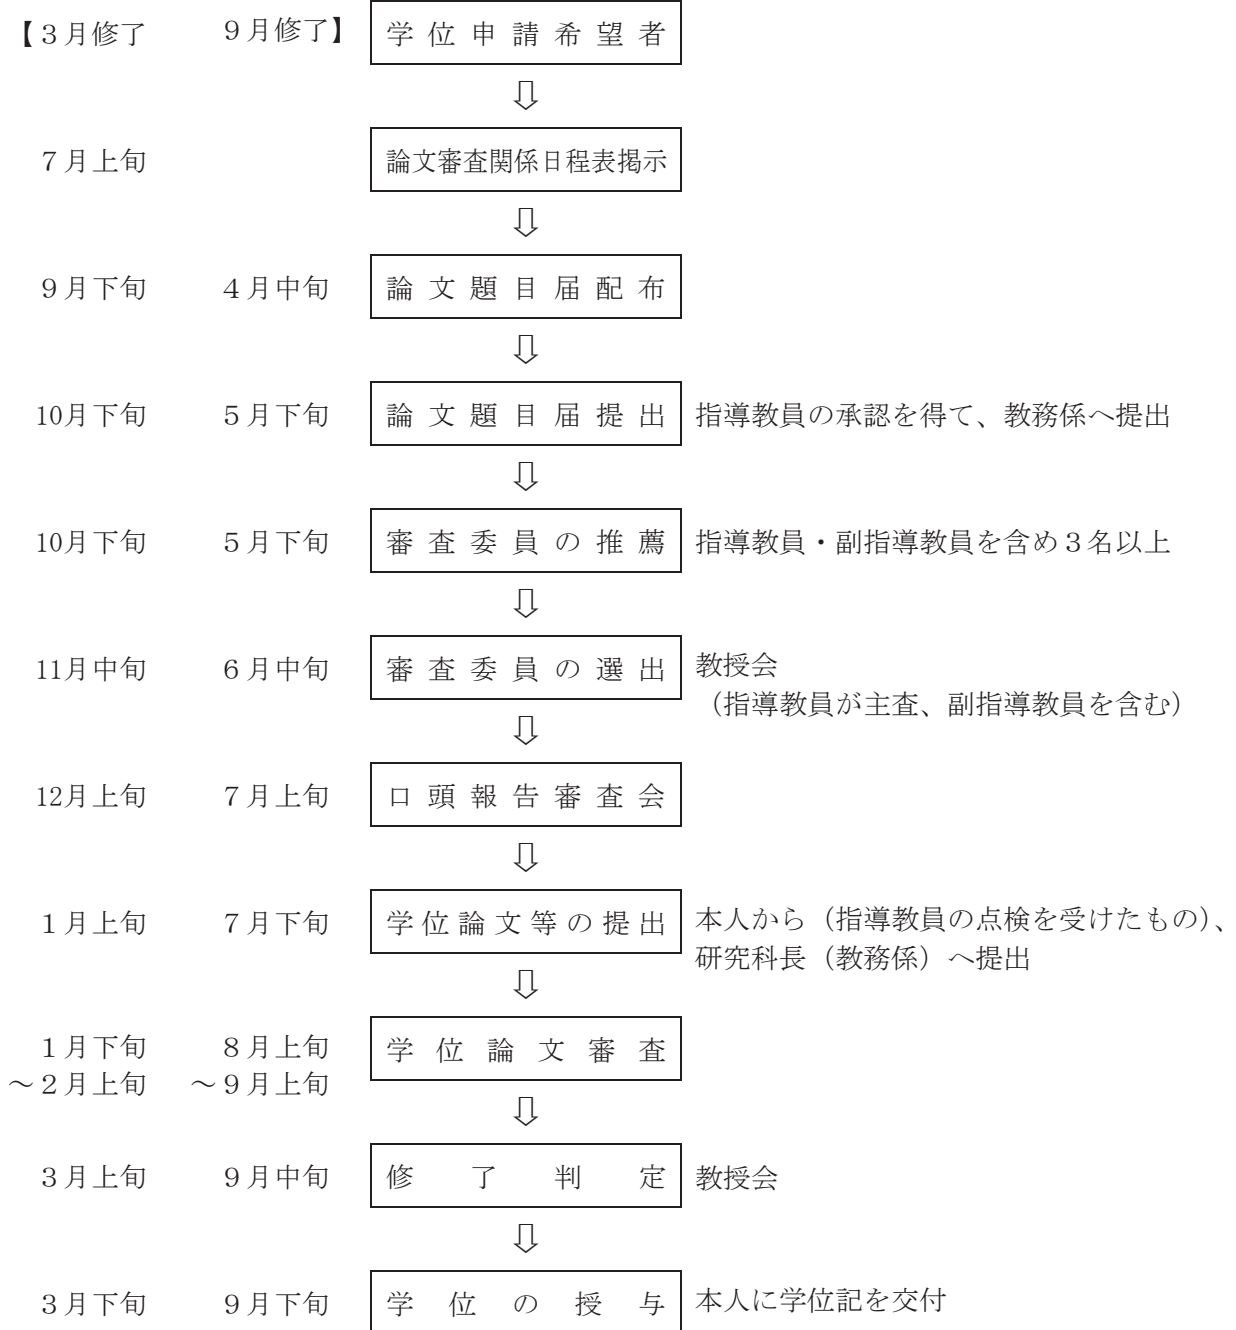 【３月修了 ９月修了】 学位申請希望者
⇩
７月上旬 論文審査関係日程表掲示
⇩
９月下旬 ４月中旬 論文題目届配布
⇩
10月下旬 ５月下旬 論文題目届提出 指導教員の承認を得て、教務係へ提出
⇩
10月下旬 ５月下旬 審査委員の推薦 指導教員・副指導教員を含め３名以上
⇩
11月中旬 ６月中旬 審査委員の選出 教授会
（指導教員が主査、副指導教員を含む）
⇩
12月上旬 ７月上旬 口頭報告審査会
⇩
１月上旬 ７月下旬 学位論文等の提出 本人から（指導教員の点検を受けたもの）、
研究科長（教務係）へ提出
⇩
１月下旬 ８月上旬 学位論文審査
～２月上旬 ～９月上旬
⇩
３月上旬 ９月中旬 修了判定 教授会
⇩
３月下旬 ９月下旬 学位の授与 本人に学位記を交付